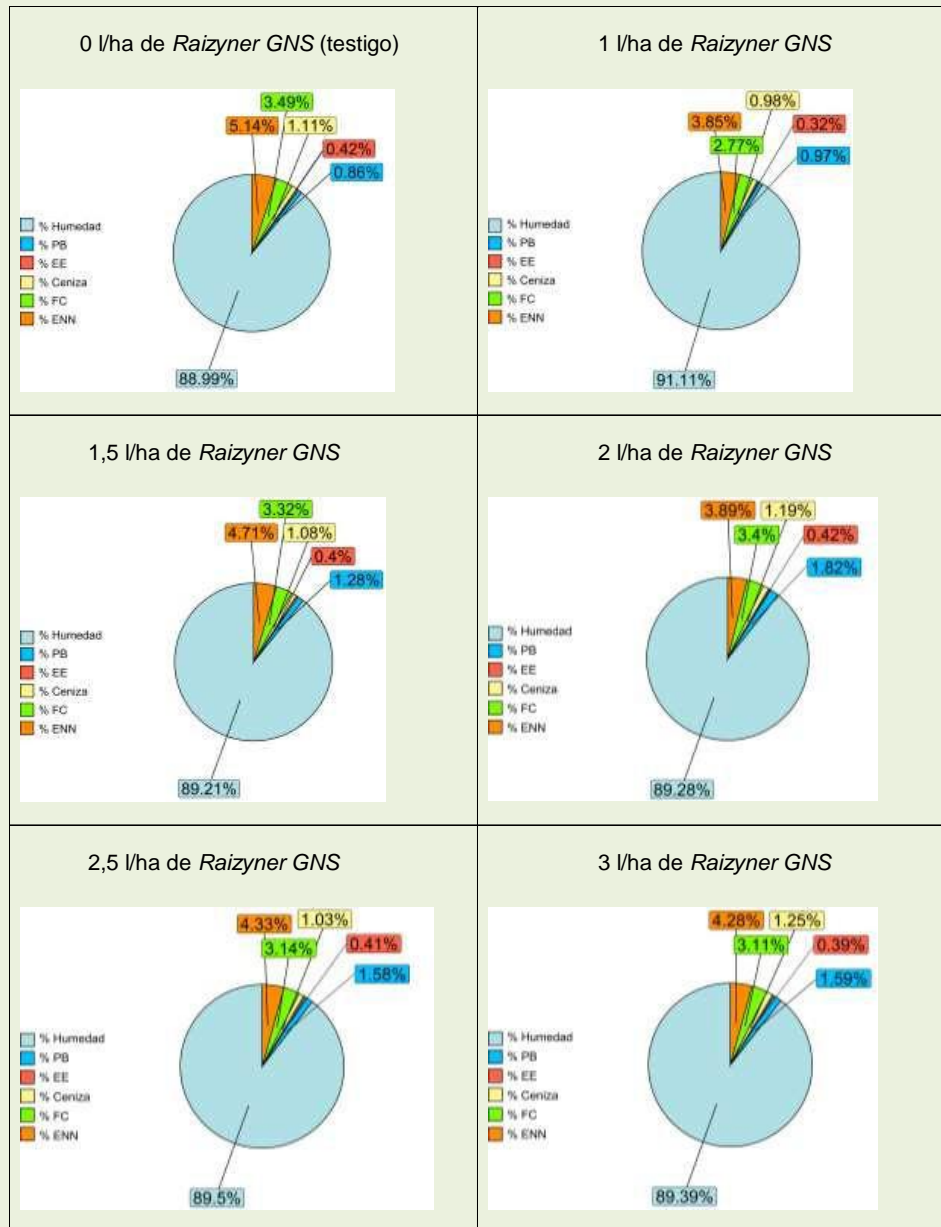 0 l/ha de Raizyner GNS (testigo)
3.49%
5.14%
1.11%
0.42%
0.86%
% Humedad
% PB
% EE
% Ceniza
% FC
% ENN
88.99%
1 l/ha de Raizyner GNS
0.98%
3.85%
0.32%
2.77%
0.97%
% Humedad
% PB
% EE
% Ceniza
% FC
% ENN
91.11%
1,5 l/ha de Raizyner GNS
3.32%
4.71%
1.08%
0.4%
1.28%
% Humedad
% PB
% EE
% Ceniza
% FC
% ENN
89.21%
2 l/ha de Raizyner GNS
3.89%
1.19%
3.4%
0.42%
1.82%
% Humedad
% PB
% EE
% Ceniza
% FC
% ENN
89.28%
2,5 l/ha de Raizyner GNS
4.33%
1.03%
3.14%
0.41%
1.58%
% Humedad
% PB
% EE
% Ceniza
% FC
% ENN
89.5%
3 l/ha de Raizyner GNS
4.28%
1.25%
3.11%
0.39%
1.59%
% Humedad
% PB
% EE
% Ceniza
% FC
% ENN
89.39%